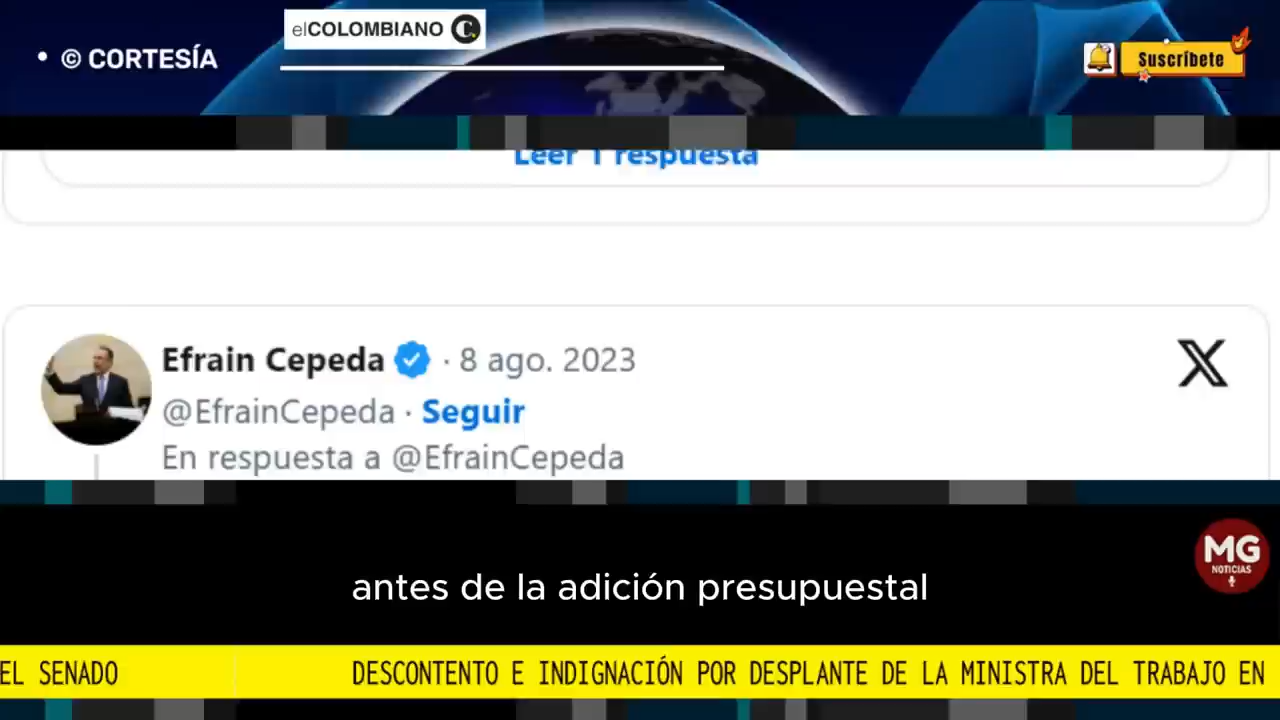 elCOLOMBIANO C
• © CORTESÍA
Suscríbete
Leer 1 respuesta
Efrain Cepeda · 8 ago. 2023
@EfrainCepeda · Seguir
En respuesta a @EfrainCepeda
MG
NOTICIAS
antes de la adición presupuestal
EL SENADO DESCONTENTO E INDIGNACIÓN POR DESPLANTE DE LA MINISTRA DEL TRABAJO EN